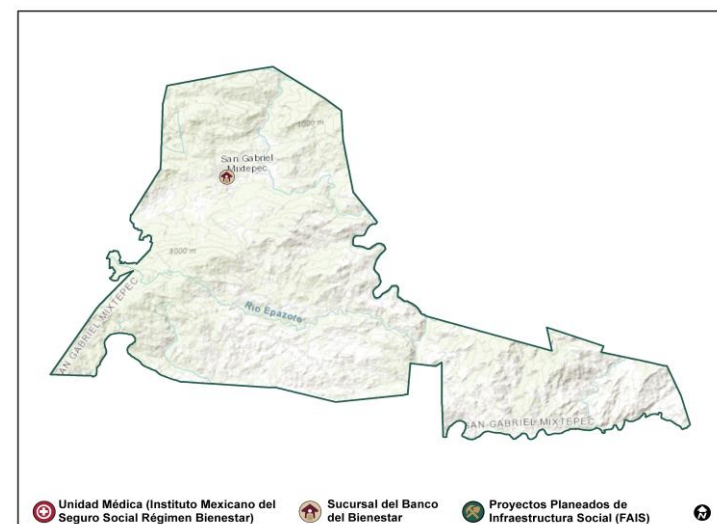 1000 m
San Gabriel
Mixtepec
1000 m
SAN GABRIEL MIXTEPEC
Río Epazote
SAN GABRIEL MIXTEPEC
Unidad Médica (Instituto Mexicano del
Seguro Social Régimen Bienestar)
Sucursal del Banco
del Bienestar
Proyectos Planeados de
Infraestructura Social (FAIS)
N